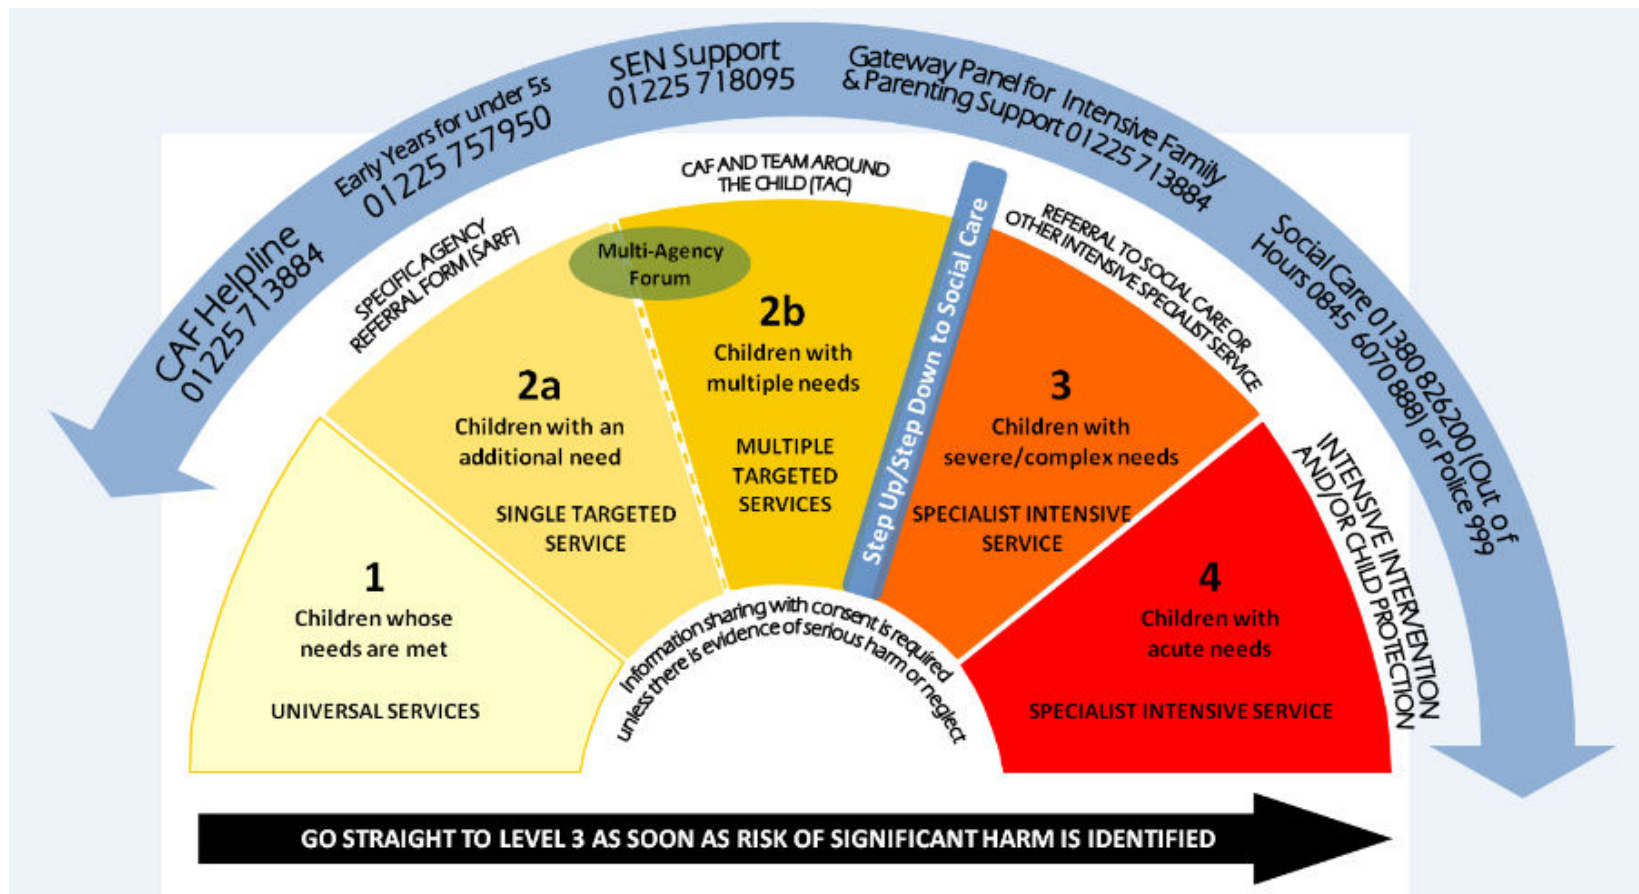 CAF Helpline
01225 713884
Early Years for under 5s
01225 757950
SEN Support
01225 718095
Gateway Panel for Intensive Family
& Parenting Support 01225 713884
Social Care 01380 826200 (Out of
Hours 0845 6070 888) or Police 999
SPECIFIC AGENCY
REFERRAL FORM (SARF)
CAF AND TEAM AROUND
THE CHILD (TAC)
REFERRAL TO SOCIAL CARE OR
OTHER INTENSIVE SPECIALIST SERVICE
INTENSIVE INTERVENTION
AND/OR CHILD PROTECTION
1
Children whose
needs are met
UNIVERSAL SERVICES
2a
Children with an
additional need
SINGLE TARGETED
SERVICE
Multi-Agency
Forum
2b
Children with
multiple needs
MULTIPLE
TARGETED
SERVICES
Step Up/Step Down to Social Care
3
Children with
severe/complex needs
SPECIALIST INTENSIVE
SERVICE
4
Children with
acute needs
SPECIALIST INTENSIVE SERVICE
Information sharing with consent is required
unless there is evidence of serious harm or neglect
GO STRAIGHT TO LEVEL 3 AS SOON AS RISK OF SIGNIFICANT HARM IS IDENTIFIED